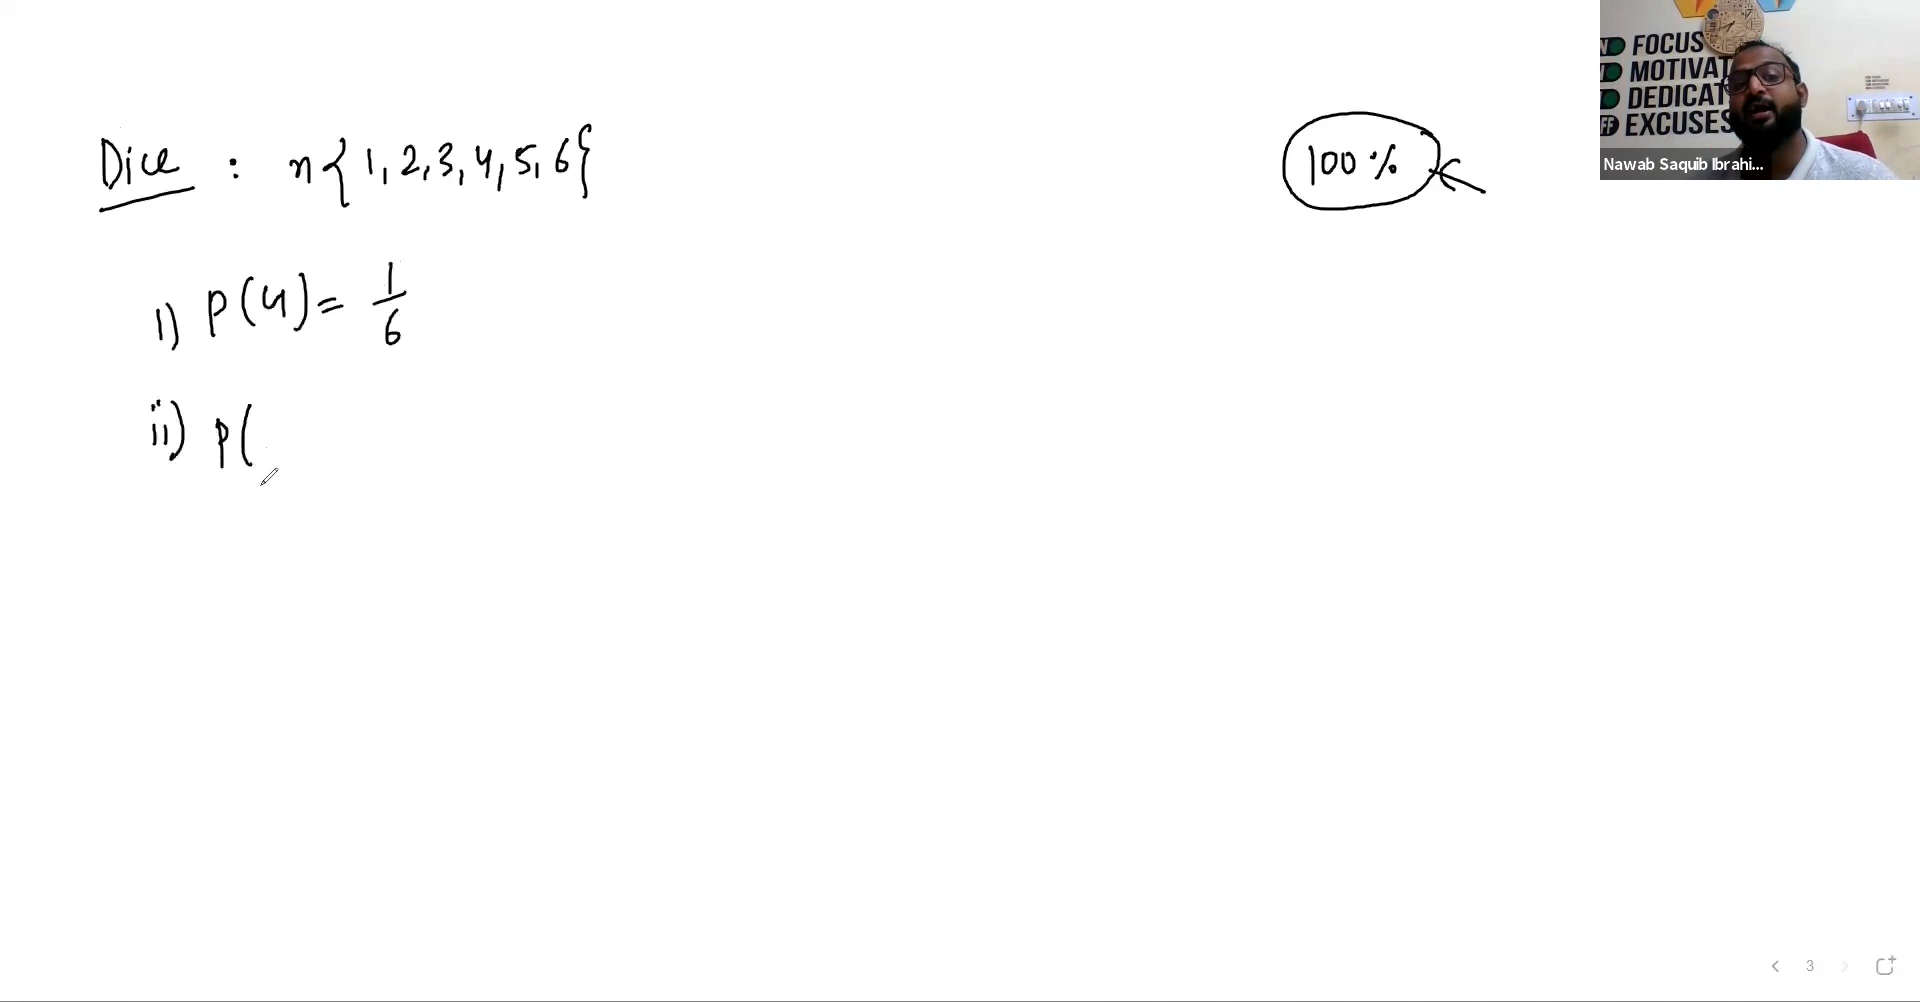 Dice : n{1,2,3,4,5,6}
100%
i) P(4) = 1/6
ii) P(
FOCUS
MOTIVAT
DEDICAT
EXCUSES
Nawab Saquib Ibrahi...
3